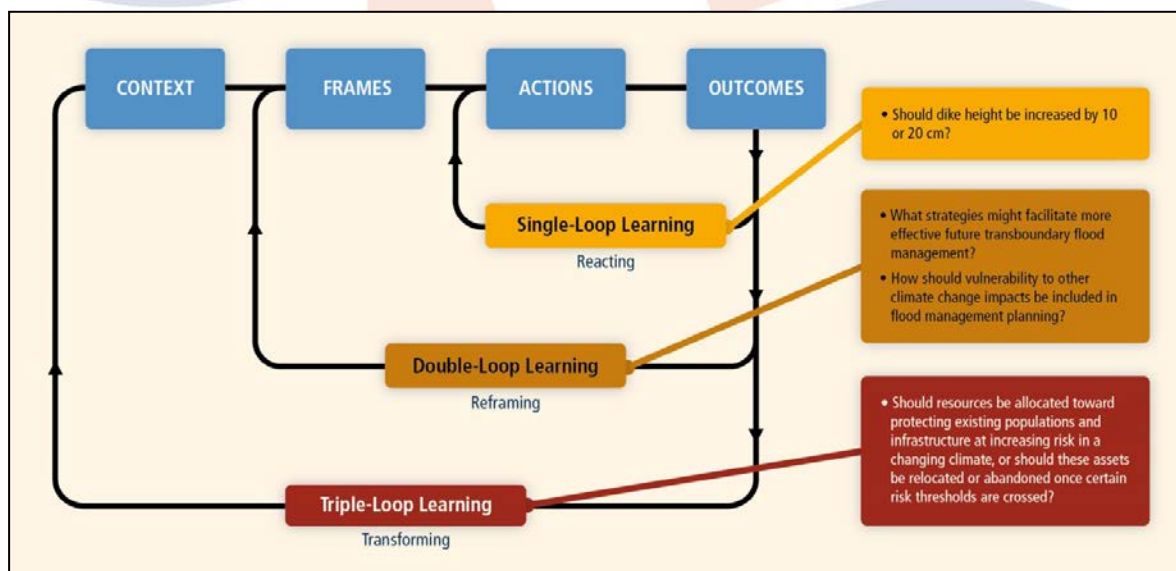 CONTEXT
FRAMES
ACTIONS
OUTCOMES
• Should dike height be increased by 10
or 20 cm?
Single-Loop Learning
Reacting
• What strategies might facilitate more
effective future transboundary flood
management?
• How should vulnerability to other
climate change impacts be included in
flood management planning?
Double-Loop Learning
Reframing
• Should resources be allocated toward
protecting existing populations and
infrastructure at increasing risk in a
changing climate, or should these assets
be relocated or abandoned once certain
risk thresholds are crossed?
Triple-Loop Learning
Transforming